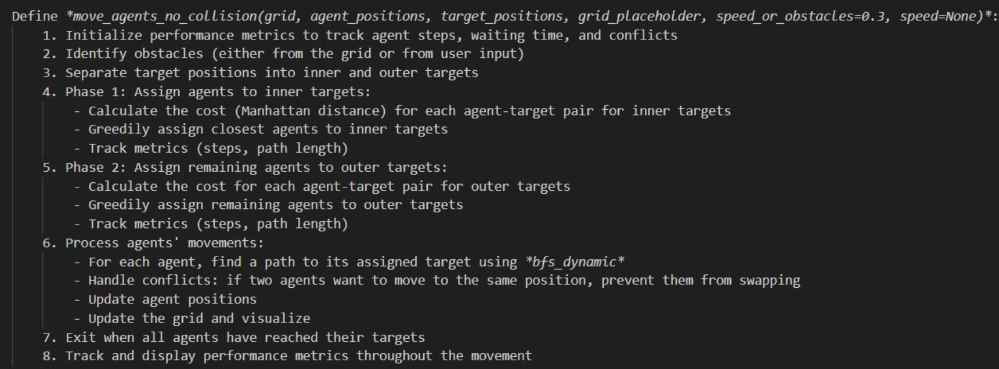 Define *move_agents_no_collision(grid, agent_positions, target_positions, grid_placeholder, speed_or_obstacles=0.3, speed=None)*:
1. Initialize performance metrics to track agent steps, waiting time, and conflicts
2. Identify obstacles (either from the grid or from user input)
3. Separate target positions into inner and outer targets
4. Phase 1: Assign agents to inner targets:
- Calculate the cost (Manhattan distance) for each agent-target pair for inner targets
- Greedily assign closest agents to inner targets
- Track metrics (steps, path length)
5. Phase 2: Assign remaining agents to outer targets:
- Calculate the cost for each agent-target pair for outer targets
- Greedily assign remaining agents to outer targets
- Track metrics (steps, path length)
6. Process agents' movements:
- For each agent, find a path to its assigned target using *bfs_dynamic*
- Handle conflicts: if two agents want to move to the same position, prevent them from swapping
- Update agent positions
- Update the grid and visualize
7. Exit when all agents have reached their targets
8. Track and display performance metrics throughout the movement